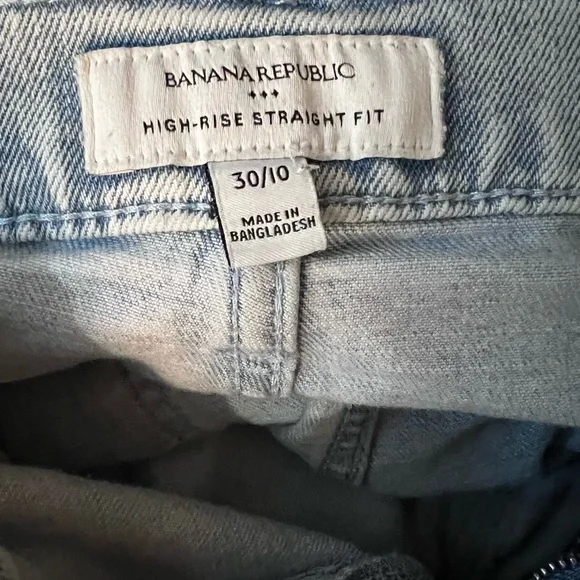 BANANA REPUBLIC
HIGH-RISE STRAIGHT FIT
30/10
MADE IN
BANGLADESH